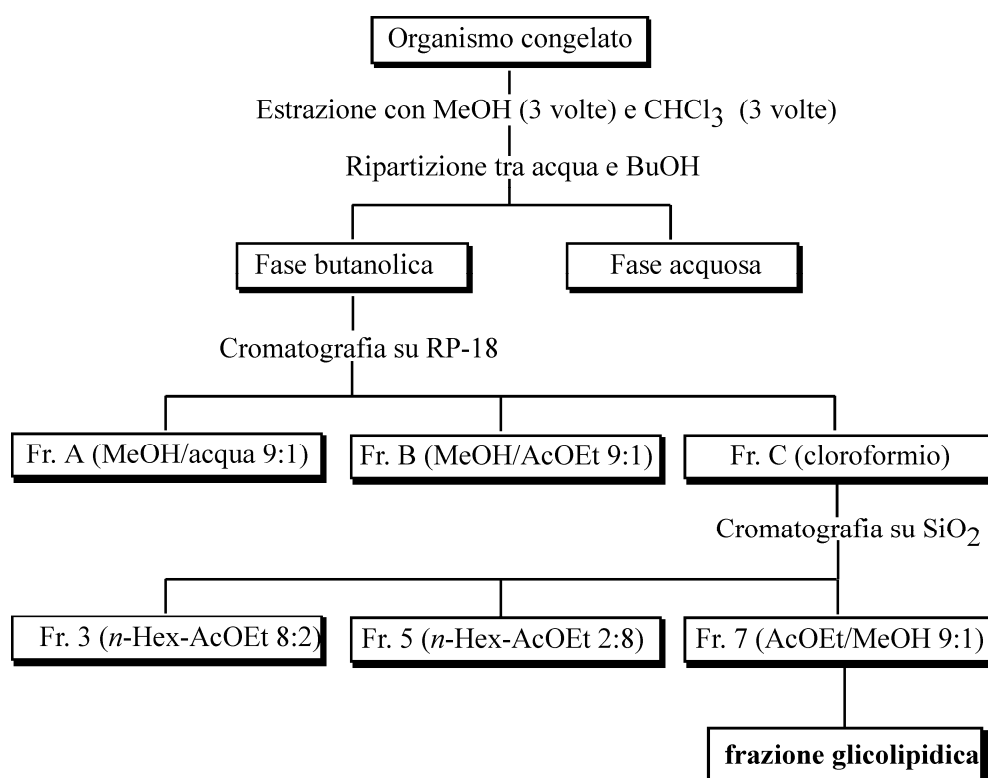 Organismo congelato
Estrazione con MeOH (3 volte) e CHCl3 (3 volte)
Ripartizione tra acqua e BuOH
Fase butanolica
Fase acquosa
Cromatografia su RP-18
Fr. A (MeOH/acqua 9:1)
Fr. B (MeOH/AcOEt 9:1)
Fr. C (cloroformio)
Cromatografia su SiO2
Fr. 3 (n-Hex-AcOEt 8:2)
Fr. 5 (n-Hex-AcOEt 2:8)
Fr. 7 (AcOEt/MeOH 9:1)
frazione glicolipidica